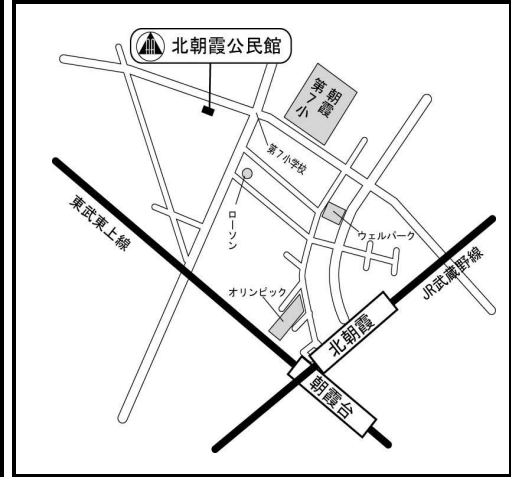 北朝霞公民館
朝霞
第7小
第7小学校
東武東上線
ローソン
ウェルパーク
JR武蔵野線
オリンピック
北朝霞
朝霞台